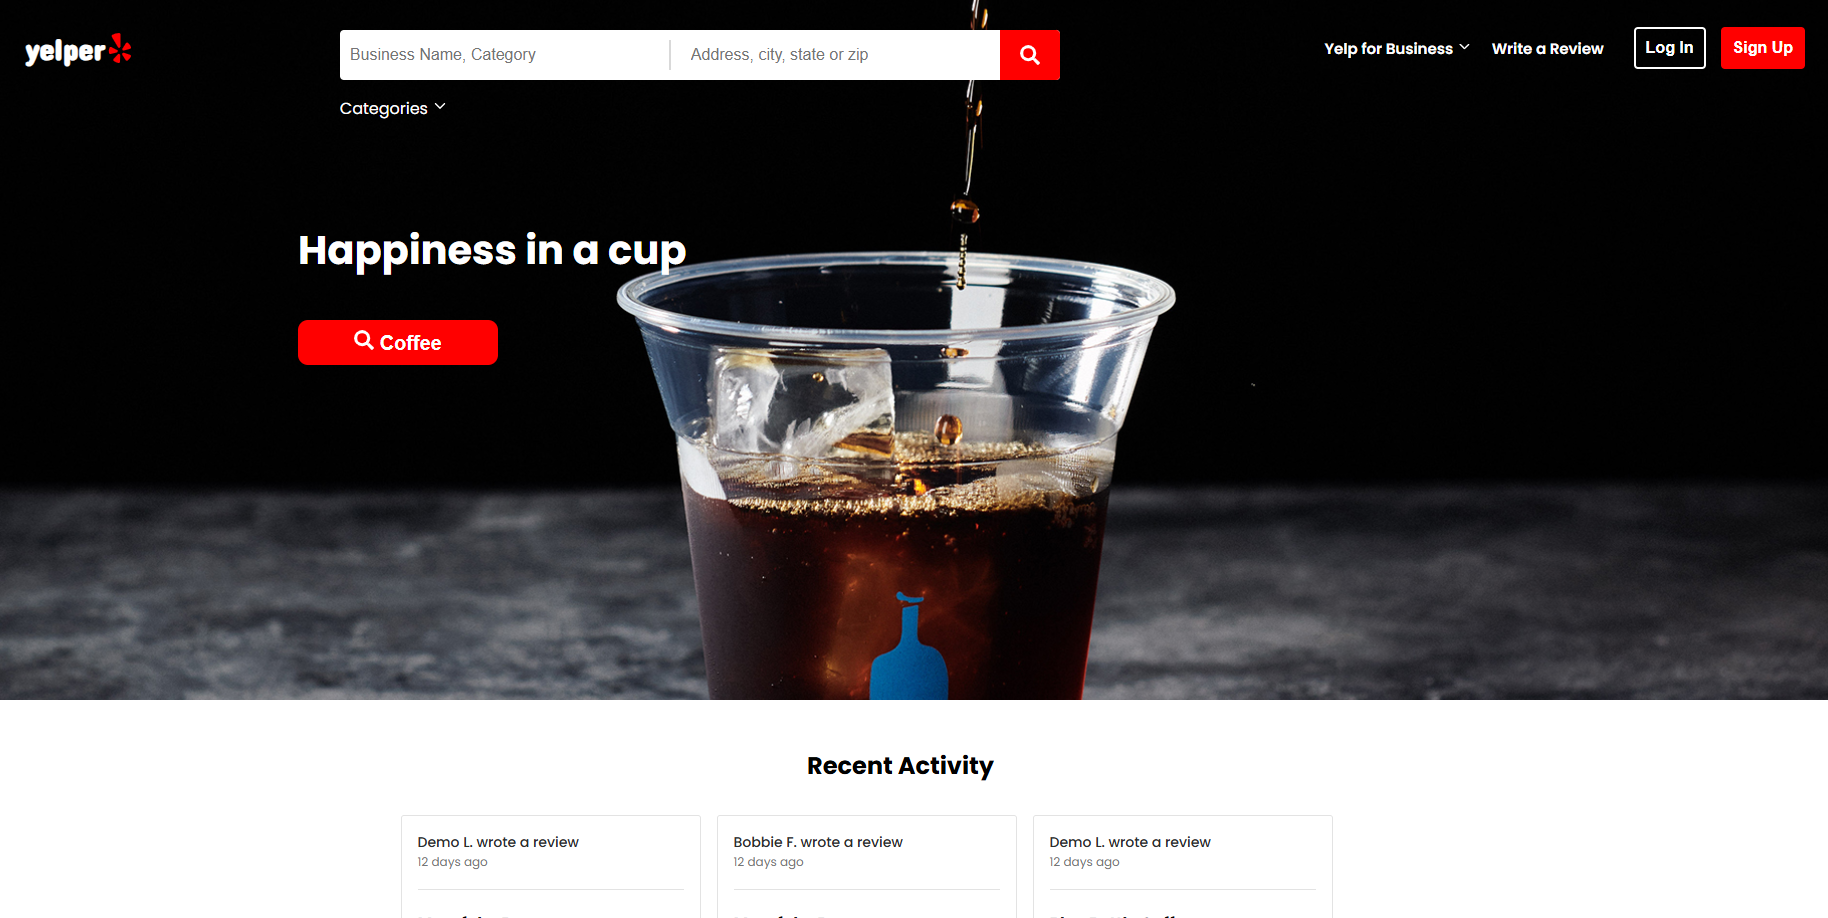 yelper
Business Name, Category
Address, city, state or zip
Yelp for Business
Write a Review
Log In
Sign Up
Categories
Happiness in a cup
Coffee
Recent Activity
Demo L. wrote a review
12 days ago
Bobbie F. wrote a review
12 days ago
Demo L. wrote a review
12 days ago